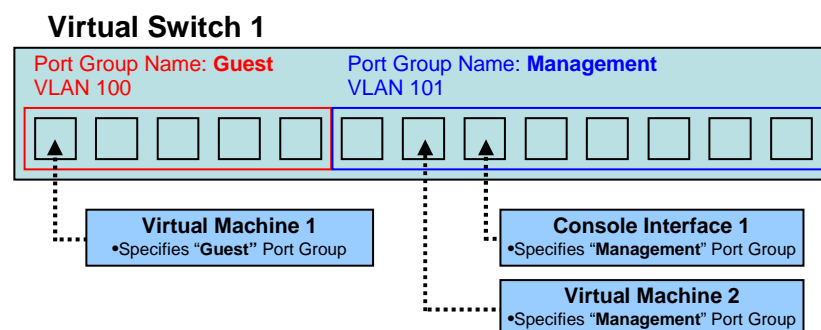 Virtual Switch 1
Port Group Name: Guest
VLAN 100
Port Group Name: Management
VLAN 101
Virtual Machine 1
•Specifies “Guest” Port Group
Console Interface 1
•Specifies “Management” Port Group
Virtual Machine 2
•Specifies “Management” Port Group